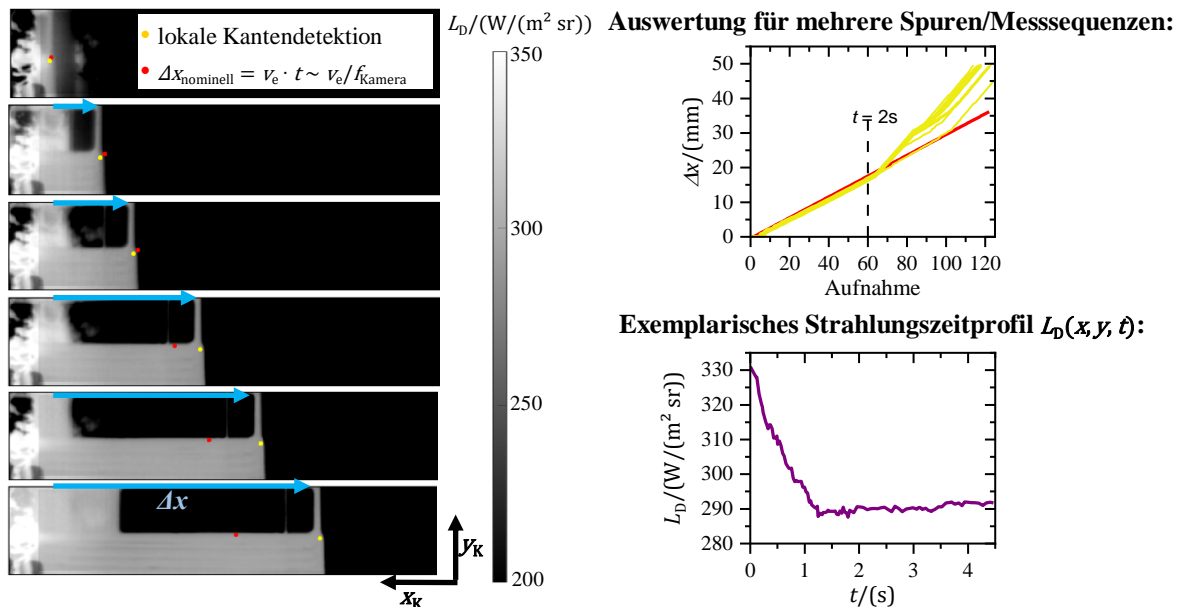 lokale Kantendetektion
Δx_nominell = v_e · t ~ v_e/f_Kamera
Δx
y_K
x_K
L_D/(W/(m² sr))
350
300
250
200
Auswertung für mehrere Spuren/Messsequenzen:
Δx/(mm)
50
40
30
20
10
0
t = 2s
0 20 40 60 80 100 120
Aufnahme
Exemplarisches Strahlungszeitprofil L_D(x, y, t):
L_D/(W/(m² sr))
330
320
310
300
290
280
0 1 2 3 4
t/(s)